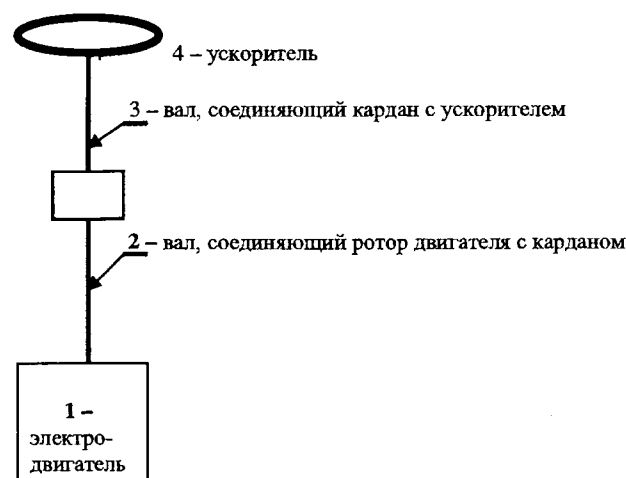 4 – ускоритель
3 – вал, соединяющий кардан с ускорителем
2 – вал, соединяющий ротор двигателя с карданом
1 –
электро-
двигатель